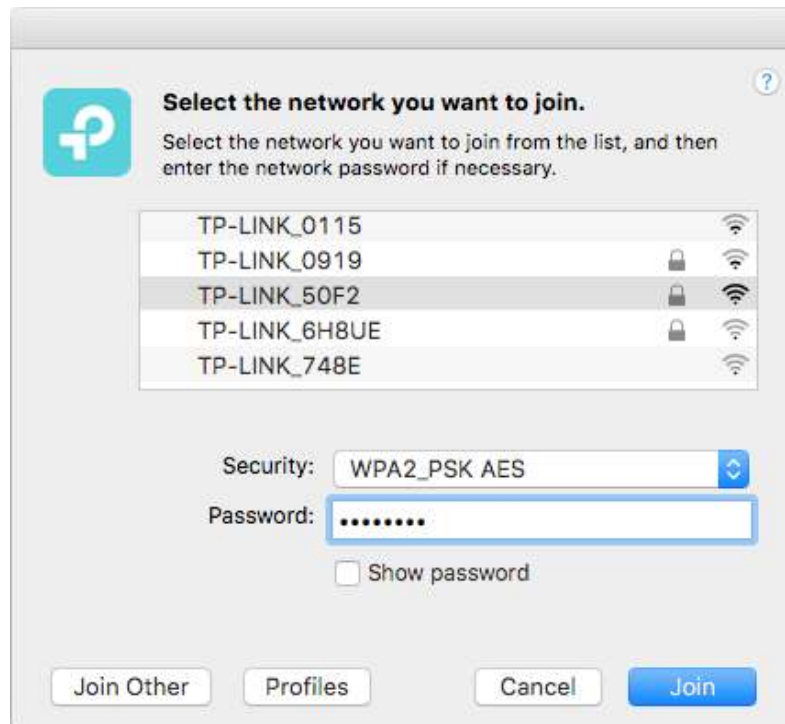 ?
Select the network you want to join.
Select the network you want to join from the list, and then
enter the network password if necessary.
TP-LINK_0115
TP-LINK_0919
TP-LINK_50F2
TP-LINK_6H8UE
TP-LINK_748E
Security: WPA2_PSK AES
Password: ••••••••
Show password
Join Other Profiles Cancel Join